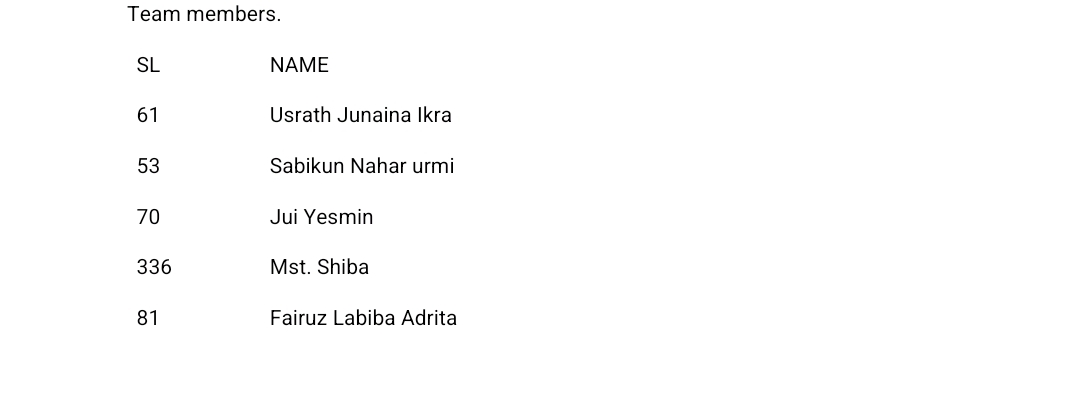 Team members.
SL NAME
61 Usrath Junaina Ikra
53 Sabikun Nahar urmi
70 Jui Yesmin
336 Mst. Shiba
81 Fairuz Labiba Adrita